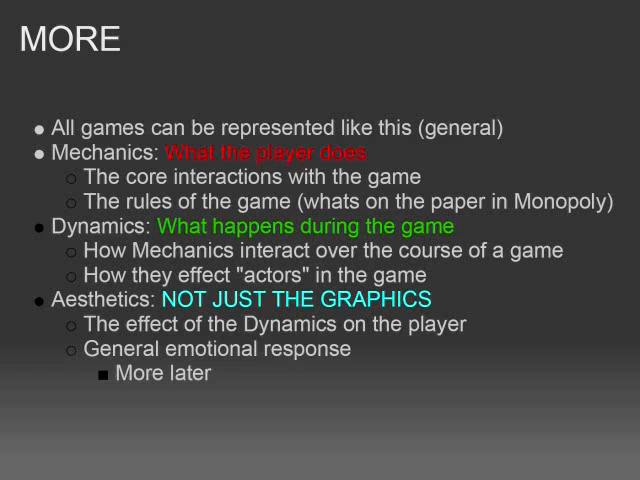 MORE
● All games can be represented like this (general)
● Mechanics: What the player does
○ The core interactions with the game
○ The rules of the game (whats on the paper in Monopoly)
● Dynamics: What happens during the game
○ How Mechanics interact over the course of a game
○ How they effect "actors" in the game
● Aesthetics: NOT JUST THE GRAPHICS
○ The effect of the Dynamics on the player
○ General emotional response
■ More later